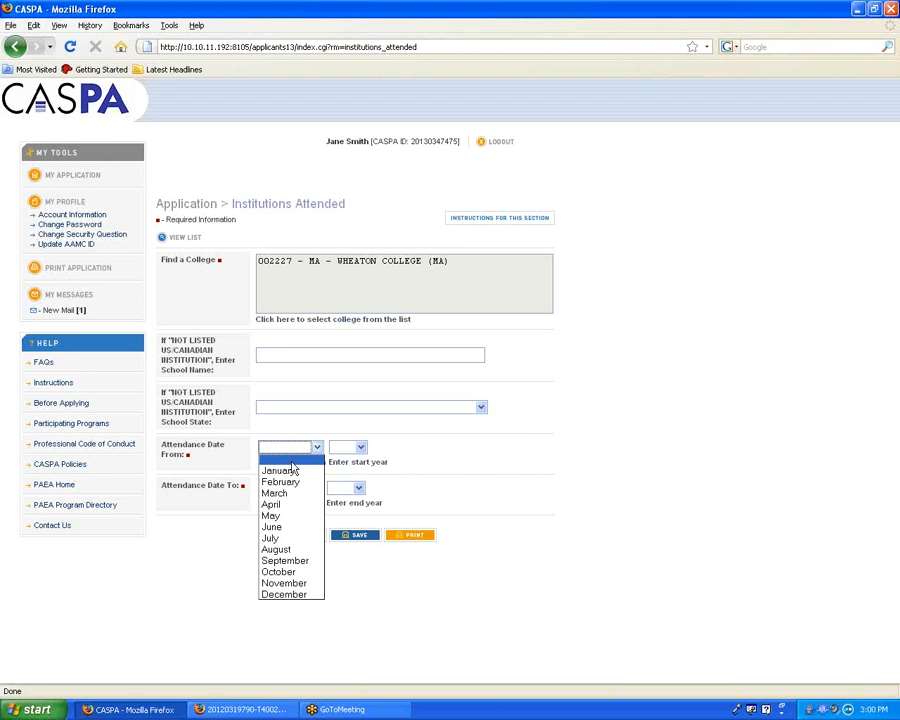 CASPA - Mozilla Firefox
File Edit View History Bookmarks Tools Help
http://10.10.11.192:8105/applicants13/index.cgi?rm=institutions_attended
Google
Most Visited Getting Started Latest Headlines
CASPA
Jane Smith [CASPA ID: 20130347475] LOGOUT
MY TOOLS
MY APPLICATION
MY PROFILE
Account Information
Change Password
Change Security Question
Update AAMC ID
PRINT APPLICATION
MY MESSAGES
- New Mail [1]
? HELP
FAQs
Instructions
Before Applying
Participating Programs
Professional Code of Conduct
CASPA Policies
PAEA Home
PAEA Program Directory
Contact Us
Application > Institutions Attended
- Required Information
INSTRUCTIONS FOR THIS SECTION
VIEW LIST
Find a College
002227 - MA - WHEATON COLLEGE (MA)
Click here to select college from the list
If "NOT LISTED
US/CANADIAN
INSTITUTION", Enter
School Name:
If "NOT LISTED
US/CANADIAN
INSTITUTION", Enter
School State:
Attendance Date
From:
Enter start year
January
February
March
April
May
June
July
August
September
October
November
December
Attendance Date To:
Enter end year
SAVE PRINT
Done
start CASPA - Mozilla Firefox 20120319790-T4002... GoToMeeting 3:00 PM